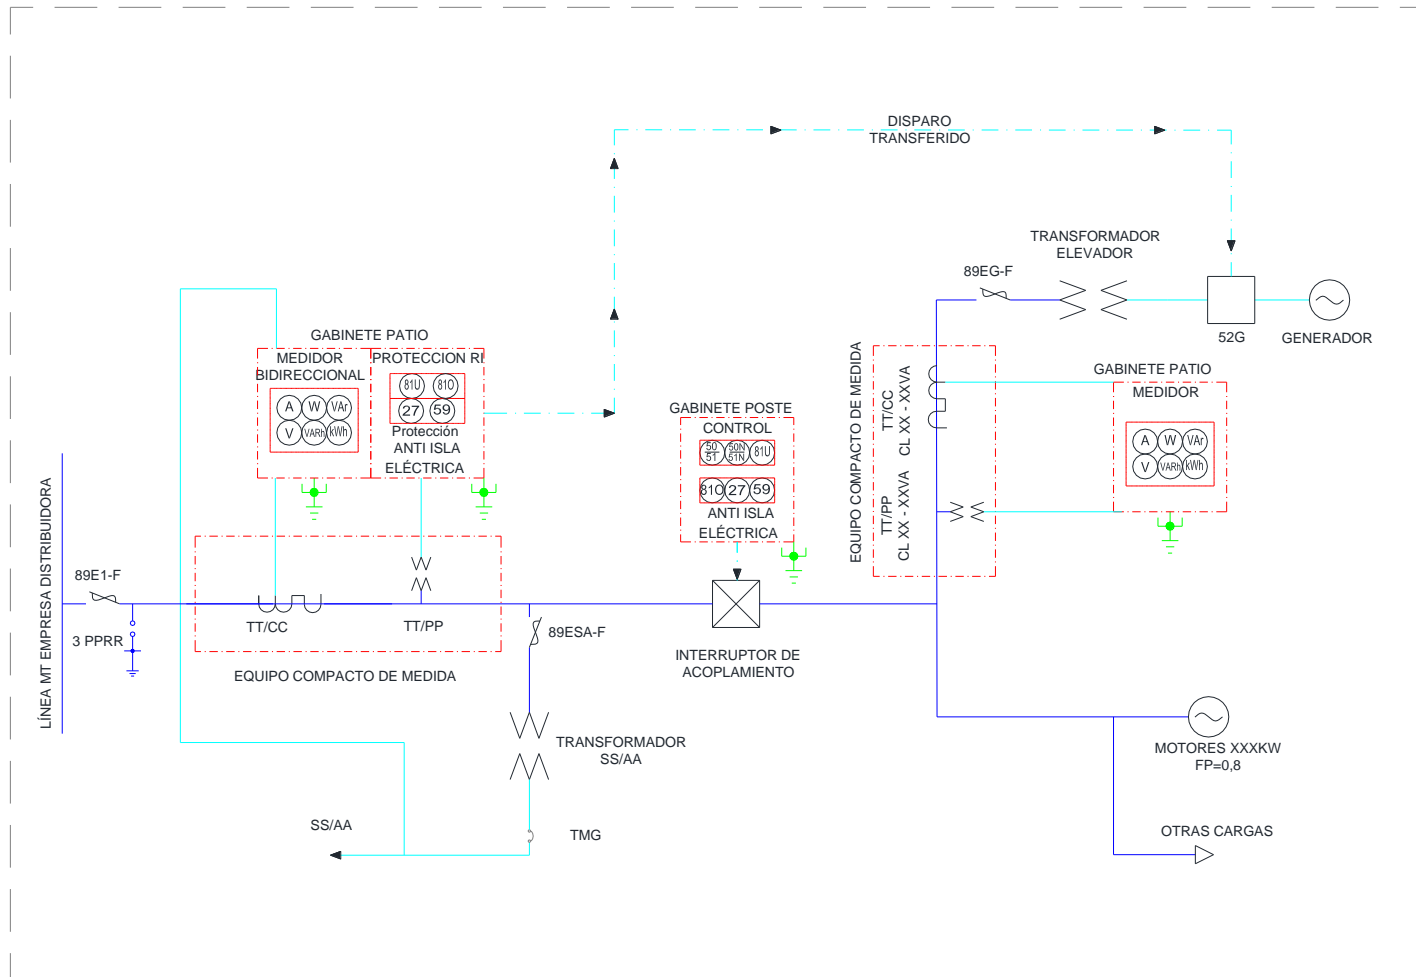 DISPARO
TRANSFERIDO
TRANSFORMADOR
ELEVADOR
89EG-F
52G
GENERADOR
GABINETE PATIO
MEDIDOR
BIDIRECCIONAL
A W VAr
V VARh kWh
PROTECCION RI
81U 81O
27 59
Protección
ANTI ISLA
ELÉCTRICA
GABINETE POSTE
CONTROL
50 50N 81U
51 51N
81O 27 59
ANTI ISLA
ELÉCTRICA
EQUIPO COMPACTO DE MEDIDA
TT/CC
CL XX - XXVA
TT/PP
CL XX - XXVA
GABINETE PATIO
MEDIDOR
A W VAr
V VARh kWh
LÍNEA MT EMPRESA DISTRIBUIDORA
89E1-F
3 PPRR
TT/CC
TT/PP
EQUIPO COMPACTO DE MEDIDA
89ESA-F
INTERRUPTOR DE
ACOPLAMIENTO
TRANSFORMADOR
SS/AA
MOTORES XXXKW
FP=0,8
SS/AA
TMG
OTRAS CARGAS